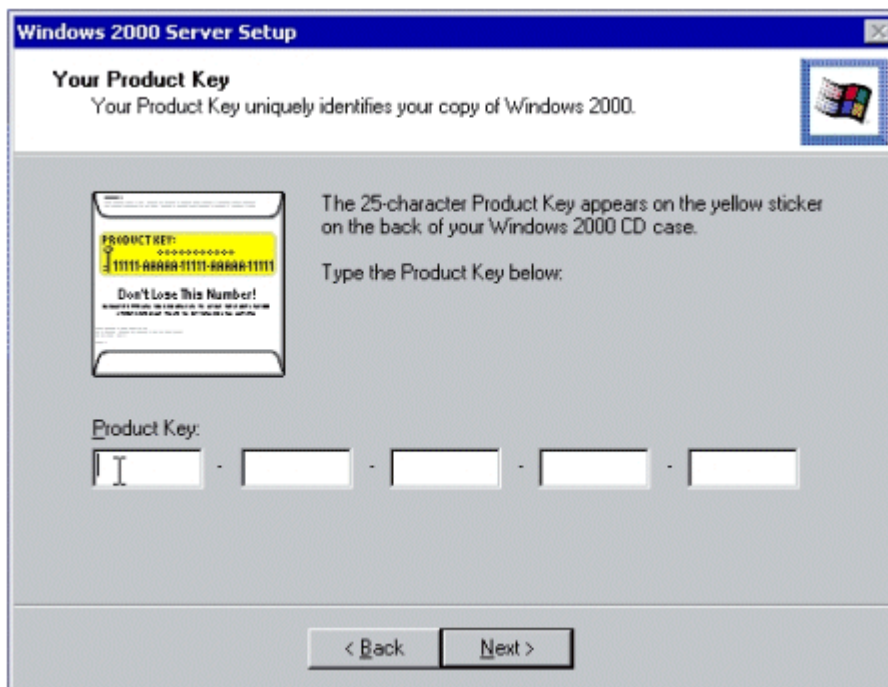 Windows 2000 Server Setup
Your Product Key
Your Product Key uniquely identifies your copy of Windows 2000.
PRODUCT KEY:
11111-AAAAA-11111-AAAAA-11111
Don't Lose This Number!
The 25-character Product Key appears on the yellow sticker
on the back of your Windows 2000 CD case.
Type the Product Key below:
Product Key:
- - - -
< Back
Next >